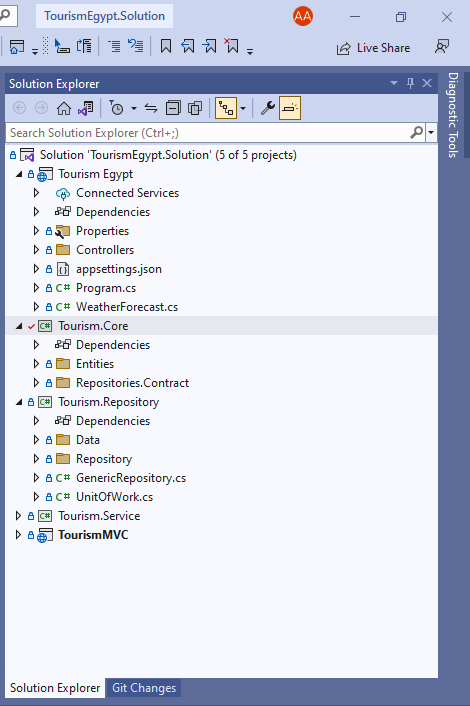 TourismEgypt.Solution
AA
Live Share
Solution Explorer
Search Solution Explorer (Ctrl+;)
Solution 'TourismEgypt.Solution' (5 of 5 projects)
Tourism Egypt
Connected Services
Dependencies
Properties
Controllers
appsettings.json
C# Program.cs
C# WeatherForecast.cs
C# Tourism.Core
Dependencies
Entities
Repositories.Contract
C# Tourism.Repository
Dependencies
Data
Repository
C# GenericRepository.cs
C# UnitOfWork.cs
C# Tourism.Service
TourismMVC
Solution Explorer
Git Changes
Diagnostic Tools